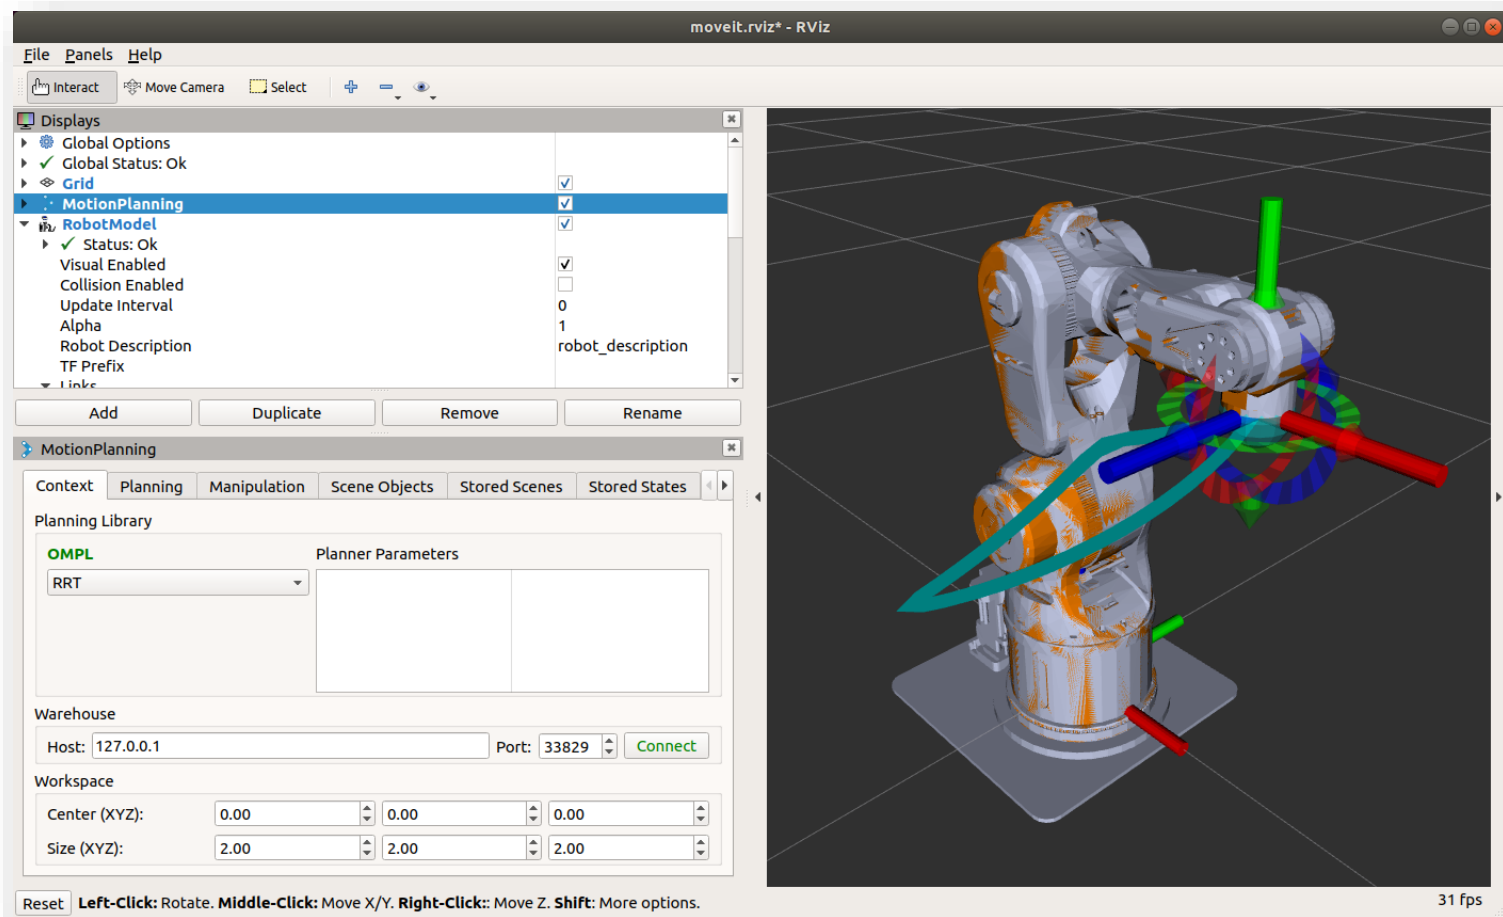 moveit.rviz* - RViz
File Panels Help
Interact Move Camera Select
Displays
Global Options
Global Status: Ok
Grid
MotionPlanning
RobotModel
Status: Ok
Visual Enabled
Collision Enabled
Update Interval 0
Alpha 1
Robot Description robot_description
TF Prefix
Links
Add Duplicate Remove Rename
MotionPlanning
Context Planning Manipulation Scene Objects Stored Scenes Stored States
Planning Library
OMPL Planner Parameters
RRT
Warehouse
Host: 127.0.0.1 Port: 33829 Connect
Workspace
Center (XYZ): 0.00 0.00 0.00
Size (XYZ): 2.00 2.00 2.00
Reset Left-Click: Rotate. Middle-Click: Move X/Y. Right-Click:: Move Z. Shift: More options. 31 fps